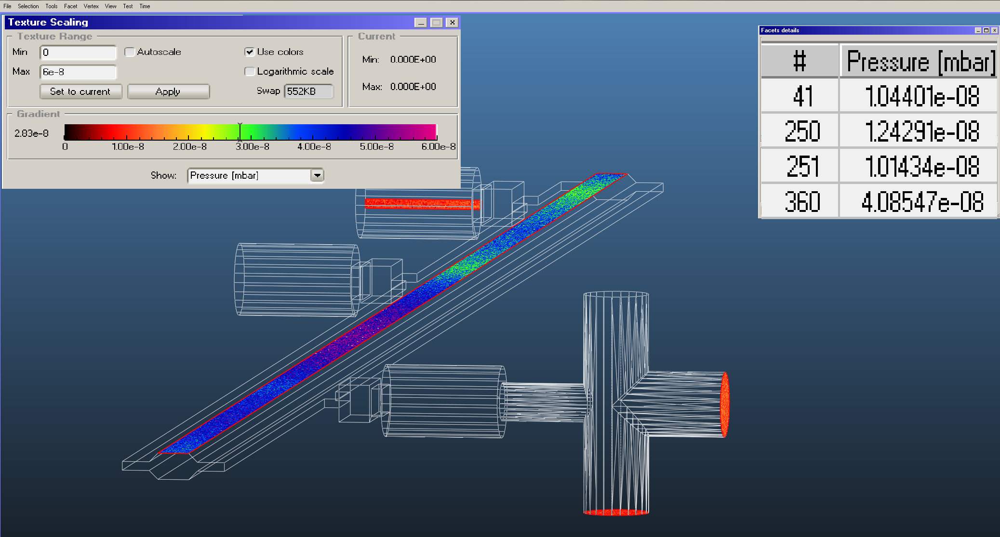 File Selection Tools Facet Vertex View Test Time
Texture Scaling
Texture Range
Min 0 Autoscale Use colors
Max 6e-8 Logarithmic scale
Set to current Apply Swap 552KB
Current
Min: 0.000E+00
Max: 0.000E+00
Gradient
2.83e-8
0 1.00e-8 2.00e-8 3.00e-8 4.00e-8 5.00e-8 6.00e-8
Show: Pressure [mbar]
Facets details
# Pressure [mbar]
41 1.04401e-08
250 1.24291e-08
251 1.01434e-08
360 4.08547e-08